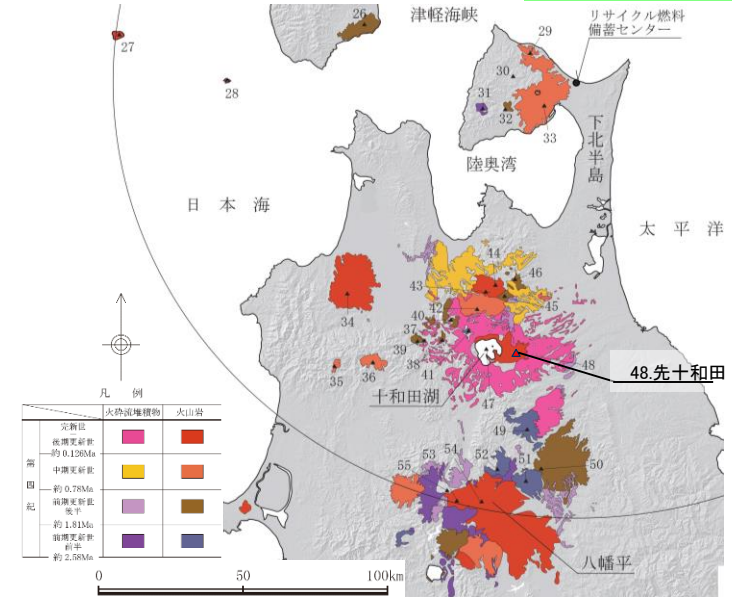 津軽海峡
リサイクル燃料
備蓄センター
26
27
28
29
30
31
32
33
陸奥湾
下北半島
日本海
太平洋
34
35
36
37
38
39
40
41
42
43
44
45
46
47
48
48.先十和田
十和田湖
49
50
51
52
53
54
55
八幡平
凡例
火砕流堆積物
火山岩
第四紀
完新世
後期更新世
約0.126Ma
中期更新世
約0.78Ma
前期更新世
後半
約1.81Ma
前期更新世
前半
約2.58Ma
0
50
100km